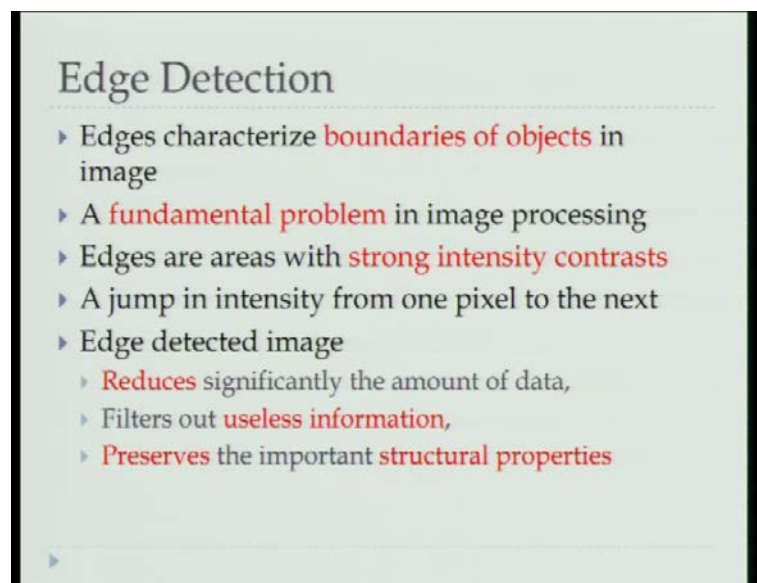 Edge Detection
Edges characterize boundaries of objects in
image
A fundamental problem in image processing
Edges are areas with strong intensity contrasts
A jump in intensity from one pixel to the next
Edge detected image
Reduces significantly the amount of data,
Filters out useless information,
Preserves the important structural properties